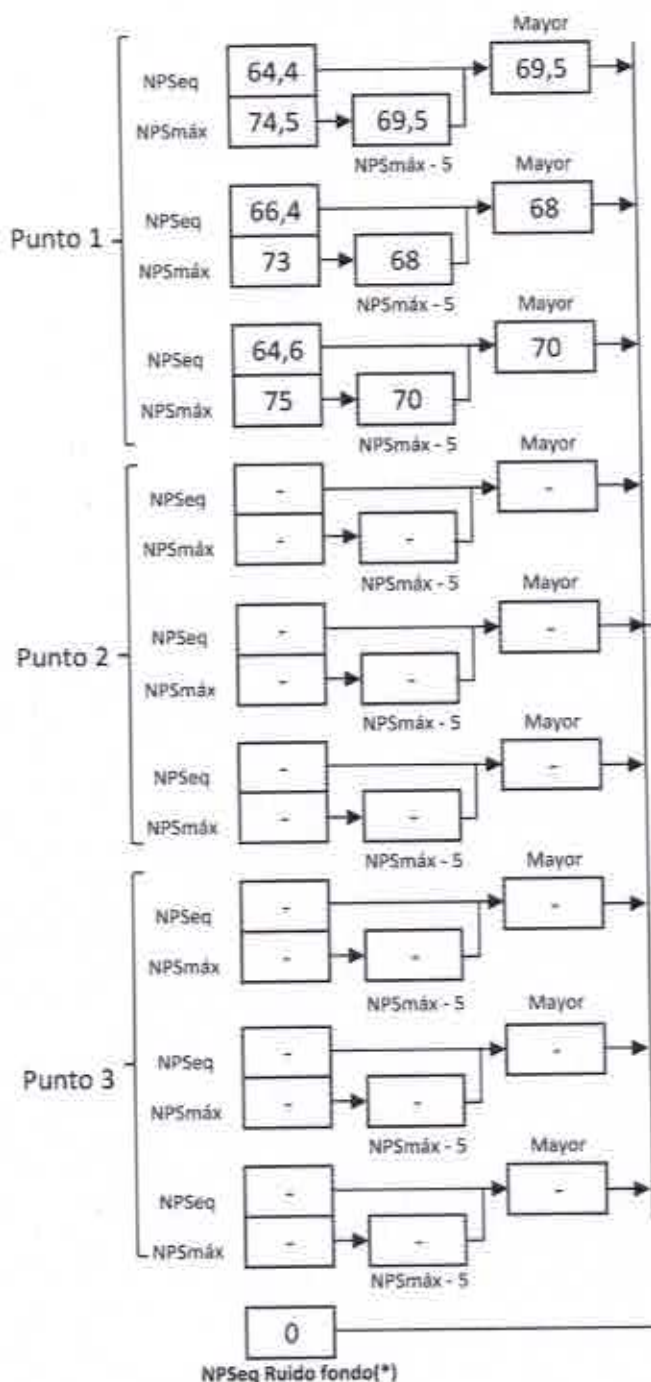 Mayor
NPSeq 64,4 69,5
NPSmáx 74,5 69,5
NPSmáx - 5
Mayor
Punto 1
NPSeq 66,4 68
NPSmáx 73 68
NPSmáx - 5
Mayor
NPSeq 64,6 70
NPSmáx 75 70
NPSmáx - 5
Mayor
NPSeq - -
NPSmáx - -
NPSmáx - 5
Mayor
Punto 2
NPSeq - -
NPSmáx - -
NPSmáx - 5
Mayor
NPSeq - -
NPSmáx - -
NPSmáx - 5
Mayor
NPSeq - -
NPSmáx - -
NPSmáx - 5
Mayor
Punto 3
NPSeq - -
NPSmáx - -
NPSmáx - 5
Mayor
NPSeq - -
NPSmáx - -
NPSmáx - 5
0
NPSeq Ruido fondo(*)